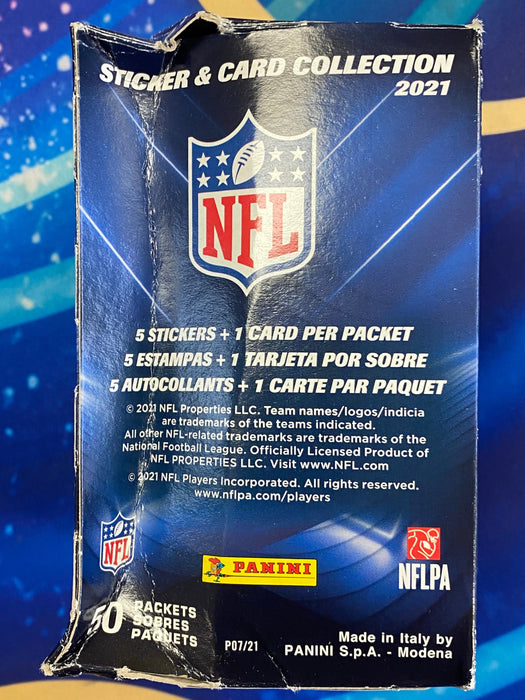 STICKER & CARD COLLECTION
2021
NFL
5 STICKERS + 1 CARD PER PACKET
5 ESTAMPAS + 1 TARJETA POR SOBRE
5 AUTOCOLLANTS + 1 CARTE PAR PAQUET
© 2021 NFL Properties LLC. Team names/logos/indicia
are trademarks of the teams indicated.
All other NFL-related trademarks are trademarks of the
National Football League. Officially Licensed Product of
NFL PROPERTIES LLC. Visit www.NFL.com
© 2021 NFL Players Incorporated. All rights reserved.
www.nflpa.com/players
NFL
PANINI
NFLPA
50 PACKETS
SOBRES
PAQUETS
P07/21
Made in Italy by
PANINI S.p.A. - Modena